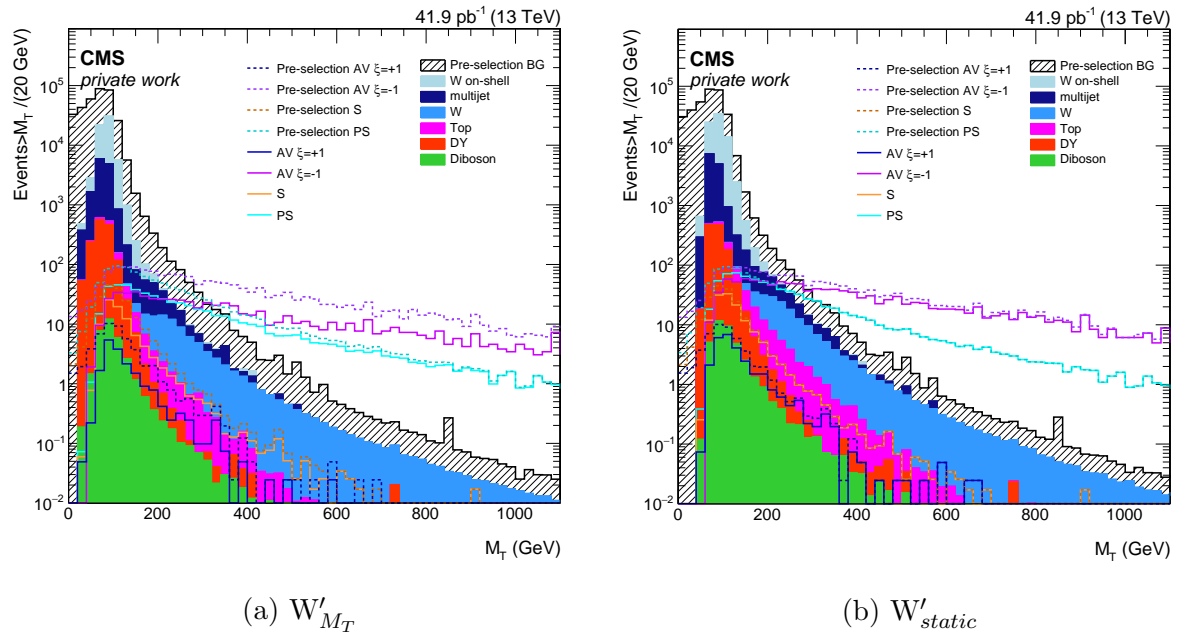 41.9 pb⁻¹ (13 TeV)
CMS
private work
Pre-selection AV ξ=+1
Pre-selection AV ξ=-1
Pre-selection S
Pre-selection PS
AV ξ=+1
AV ξ=-1
S
PS
Pre-selection BG
W on-shell
multijet
W
Top
DY
Diboson
Events>M_T /(20 GeV)
10⁵
10⁴
10³
10²
10
1
10⁻¹
10⁻²
0 200 400 600 800 1000
M_T (GeV)
(a) W′_{M_T}
41.9 pb⁻¹ (13 TeV)
CMS
private work
Pre-selection AV ξ=+1
Pre-selection AV ξ=-1
Pre-selection S
Pre-selection PS
AV ξ=+1
AV ξ=-1
S
PS
Pre-selection BG
W on-shell
multijet
W
Top
DY
Diboson
Events>M_T /(20 GeV)
10⁵
10⁴
10³
10²
10
1
10⁻¹
10⁻²
0 200 400 600 800 1000
M_T (GeV)
(b) W′_{static}